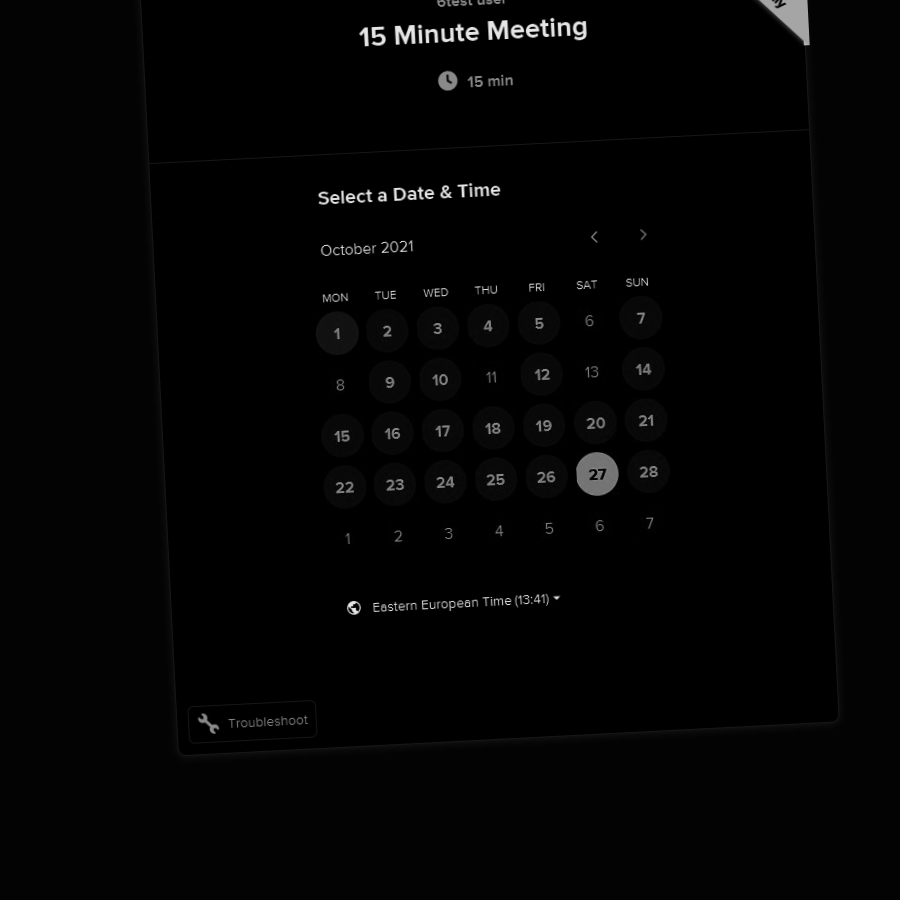 6test user
15 Minute Meeting
15 min
Select a Date & Time
October 2021
MON TUE WED THU FRI SAT SUN
1 2 3 4 5 6 7
8 9 10 11 12 13 14
15 16 17 18 19 20 21
22 23 24 25 26 27 28
1 2 3 4 5 6 7
Eastern European Time (13:41)
Troubleshoot